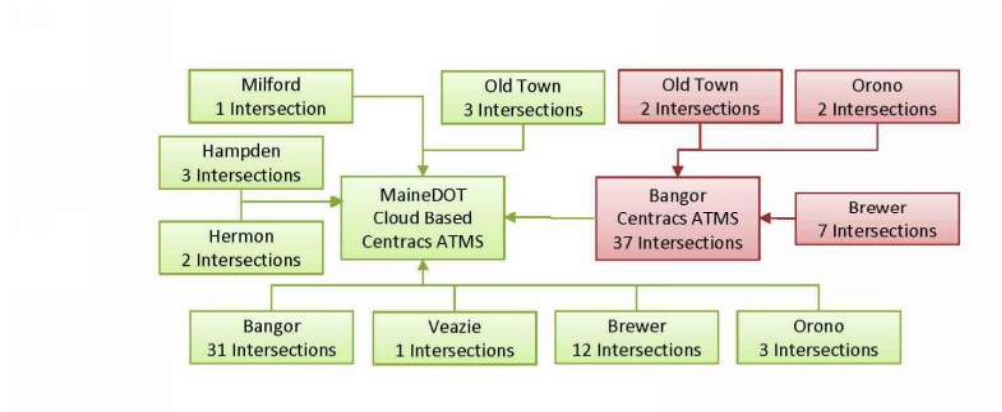 Milford
1 Intersection
Old Town
3 Intersections
Old Town
2 Intersections
Orono
2 Intersections
Hampden
3 Intersections
MaineDOT
Cloud Based
Centracs ATMS
Bangor
Centracs ATMS
37 Intersections
Brewer
7 Intersections
Hermon
2 Intersections
Bangor
31 Intersections
Veazie
1 Intersections
Brewer
12 Intersections
Orono
3 Intersections